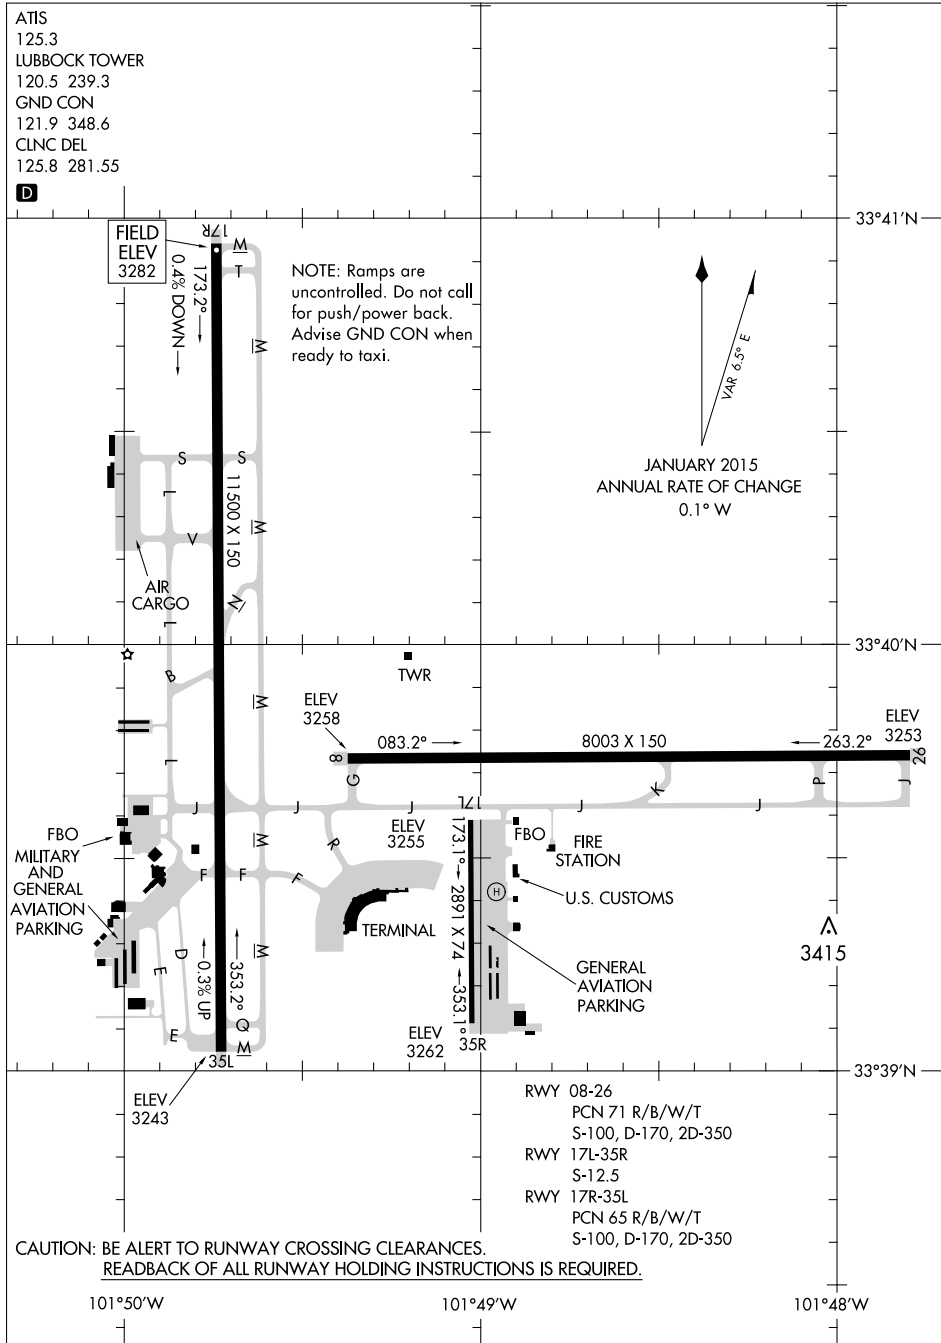 ATIS
125.3
LUBBOCK TOWER
120.5 239.3
GND CON
121.9 348.6
CLNC DEL
125.8 281.55
D
33°41'N
FIELD
ELEV
3282
17R
M
T
173.2°
0.4% DOWN
NOTE: Ramps are
uncontrolled. Do not call
for push/power back.
Advise GND CON when
ready to taxi.
M
VAR 6.5° E
JANUARY 2015
ANNUAL RATE OF CHANGE
0.1° W
S
S
L
11500 X 150
M
V
AIR
CARGO
N
L
33°40'N
TWR
B
M
ELEV
3258
ELEV
3253
083.2°
8003 X 150
263.2°
8
26
L
G
K
P
J
J
J
J
17L
J
J
FBO
MILITARY
AND
GENERAL
AVIATION
PARKING
M
R
ELEV
3255
173.1°
FBO
FIRE
STATION
F
F
F
H
U.S. CUSTOMS
2891 X 74
TERMINAL
3415
D
E
M
0.3% UP
353.2°
353.1°
GENERAL
AVIATION
PARKING
E
Q
M
35L
ELEV
3262
35R
33°39'N
ELEV
3243
RWY 08-26
PCN 71 R/B/W/T
S-100, D-170, 2D-350
RWY 17L-35R
S-12.5
RWY 17R-35L
PCN 65 R/B/W/T
S-100, D-170, 2D-350
CAUTION: BE ALERT TO RUNWAY CROSSING CLEARANCES.
READBACK OF ALL RUNWAY HOLDING INSTRUCTIONS IS REQUIRED.
101°50'W
101°49'W
101°48'W